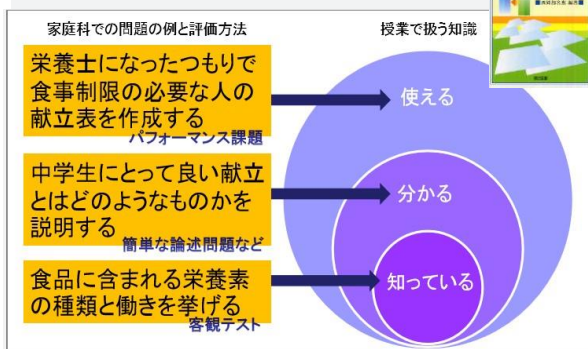 家庭科での問題の例と評価方法
授業で扱う知識
栄養士になったつもりで
食事制限の必要な人の
献立表を作成する
パフォーマンス課題
使える
中学生にとって良い献立
とはどのようなものかを
説明する
簡単な論述問題など
分かる
食品に含まれる栄養素
の種類と働きを挙げる
客観テスト
知っている